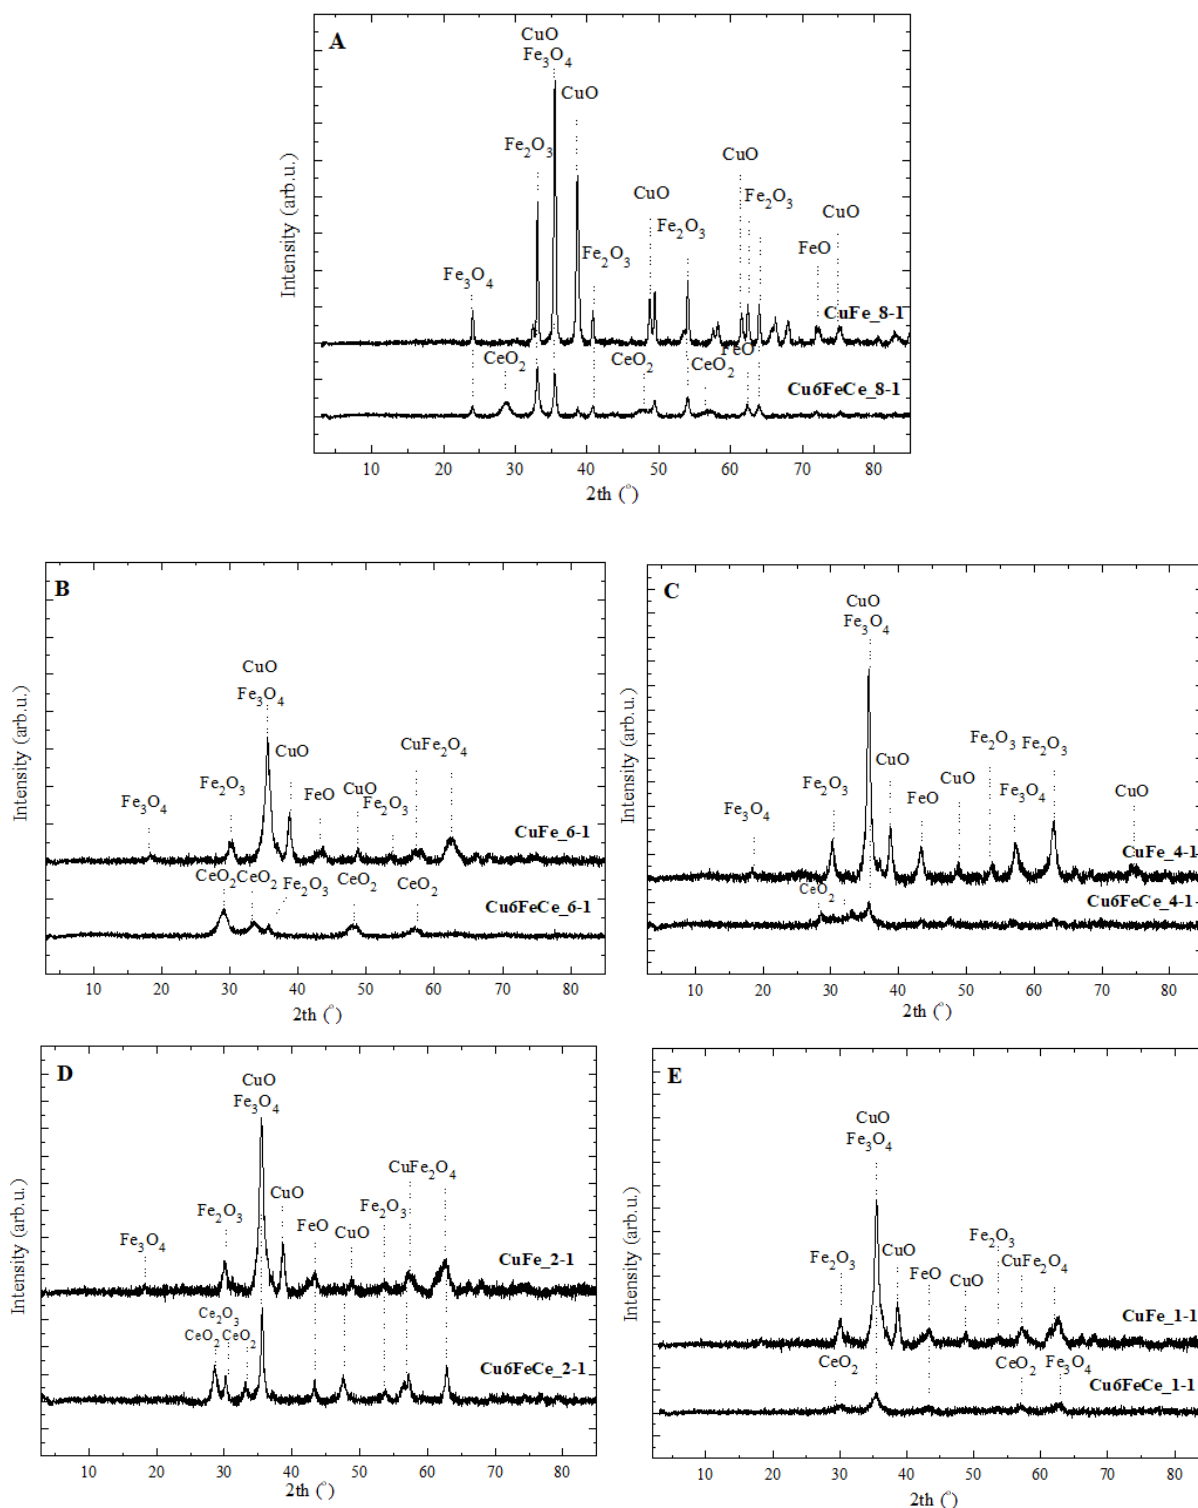 A
CuO
Fe3O4
CuO
Fe2O3
CuO
CuO
Fe2O3
Fe2O3
CuO
Fe2O3
FeO
Fe3O4
CuFe_8-1
CeO2
CeO2
FeO
CeO2
Cu6FeCe_8-1
Intensity (arb.u.)
10 20 30 40 50 60 70 80
2th (°)
B
CuO
Fe3O4
CuO
CuFe2O4
Fe2O3
FeO
CuO
Fe3O4
Fe2O3
CuFe_6-1
CeO2
CeO2
Fe2O3
CeO2
CeO2
Cu6FeCe_6-1
Intensity (arb.u.)
10 20 30 40 50 60 70 80
2th (°)
C
CuO
Fe3O4
Fe2O3
Fe2O3
CuO
Fe2O3
FeO
CuO
Fe3O4
CuO
Fe3O4
CuFe_4-1
CeO2
Cu6FeCe_4-1
Intensity (arb.u.)
10 20 30 40 50 60 70 80
2th (°)
D
CuO
Fe3O4
CuFe2O4
CuO
Fe2O3
Fe2O3
FeO
CuO
Fe3O4
CuFe_2-1
Ce2O3
CeO2
CeO2
Cu6FeCe_2-1
Intensity (arb.u.)
10 20 30 40 50 60 70 80
2th (°)
E
CuO
Fe3O4
Fe2O3
CuO
Fe2O3
CuFe2O4
FeO
CuO
CuFe_1-1
CeO2
CeO2
Fe3O4
Cu6FeCe_1-1
Intensity (arb.u.)
10 20 30 40 50 60 70 80
2th (°)